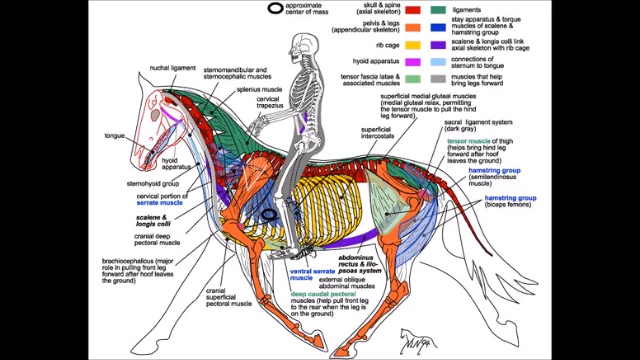 approximate
center of mass
skull & spine
(axial skeleton)
pelvis & legs
(appendicular skeleton)
rib cage
hyoid apparatus
tensor fascia latae &
associated muscles
ligaments
stay apparatus & torque
muscles of scalene &
hamstring group
scalene & longis colli link
axial skeleton with rib cage
connections of
sternum to tongue
muscles that help
bring legs forward
nuchal ligament
sternomandibular and
sternocephalic muscles
splenius muscle
cervical
trapezius
superficial medial gluteal muscles
(medial gluteal relax, permitting
the tensor muscle to pull the hind
leg forward)
superficial
intercostals
sacral ligament system
(dark gray)
tensor muscle of thigh
(helps bring hind leg
forward after hoof
leaves the ground)
hamstring group
(semitendinosus
muscle)
hamstring group
(biceps femoris)
tongue
hyoid
apparatus
sternohyoid group
cervical portion of
serrate muscle
scalene &
longis colli
cranial deep
pectoral muscle
brachiocephalicus (major
role in pulling front leg
forward after hoof leaves
the ground)
cranial
superficial
pectoral muscle
ventral serrate
muscle
deep caudal pectoral
muscles (help pull front leg
to the rear when the leg is
on the ground)
abdominus
rectus & ilio-
psoas system
external oblique
abdominal muscles